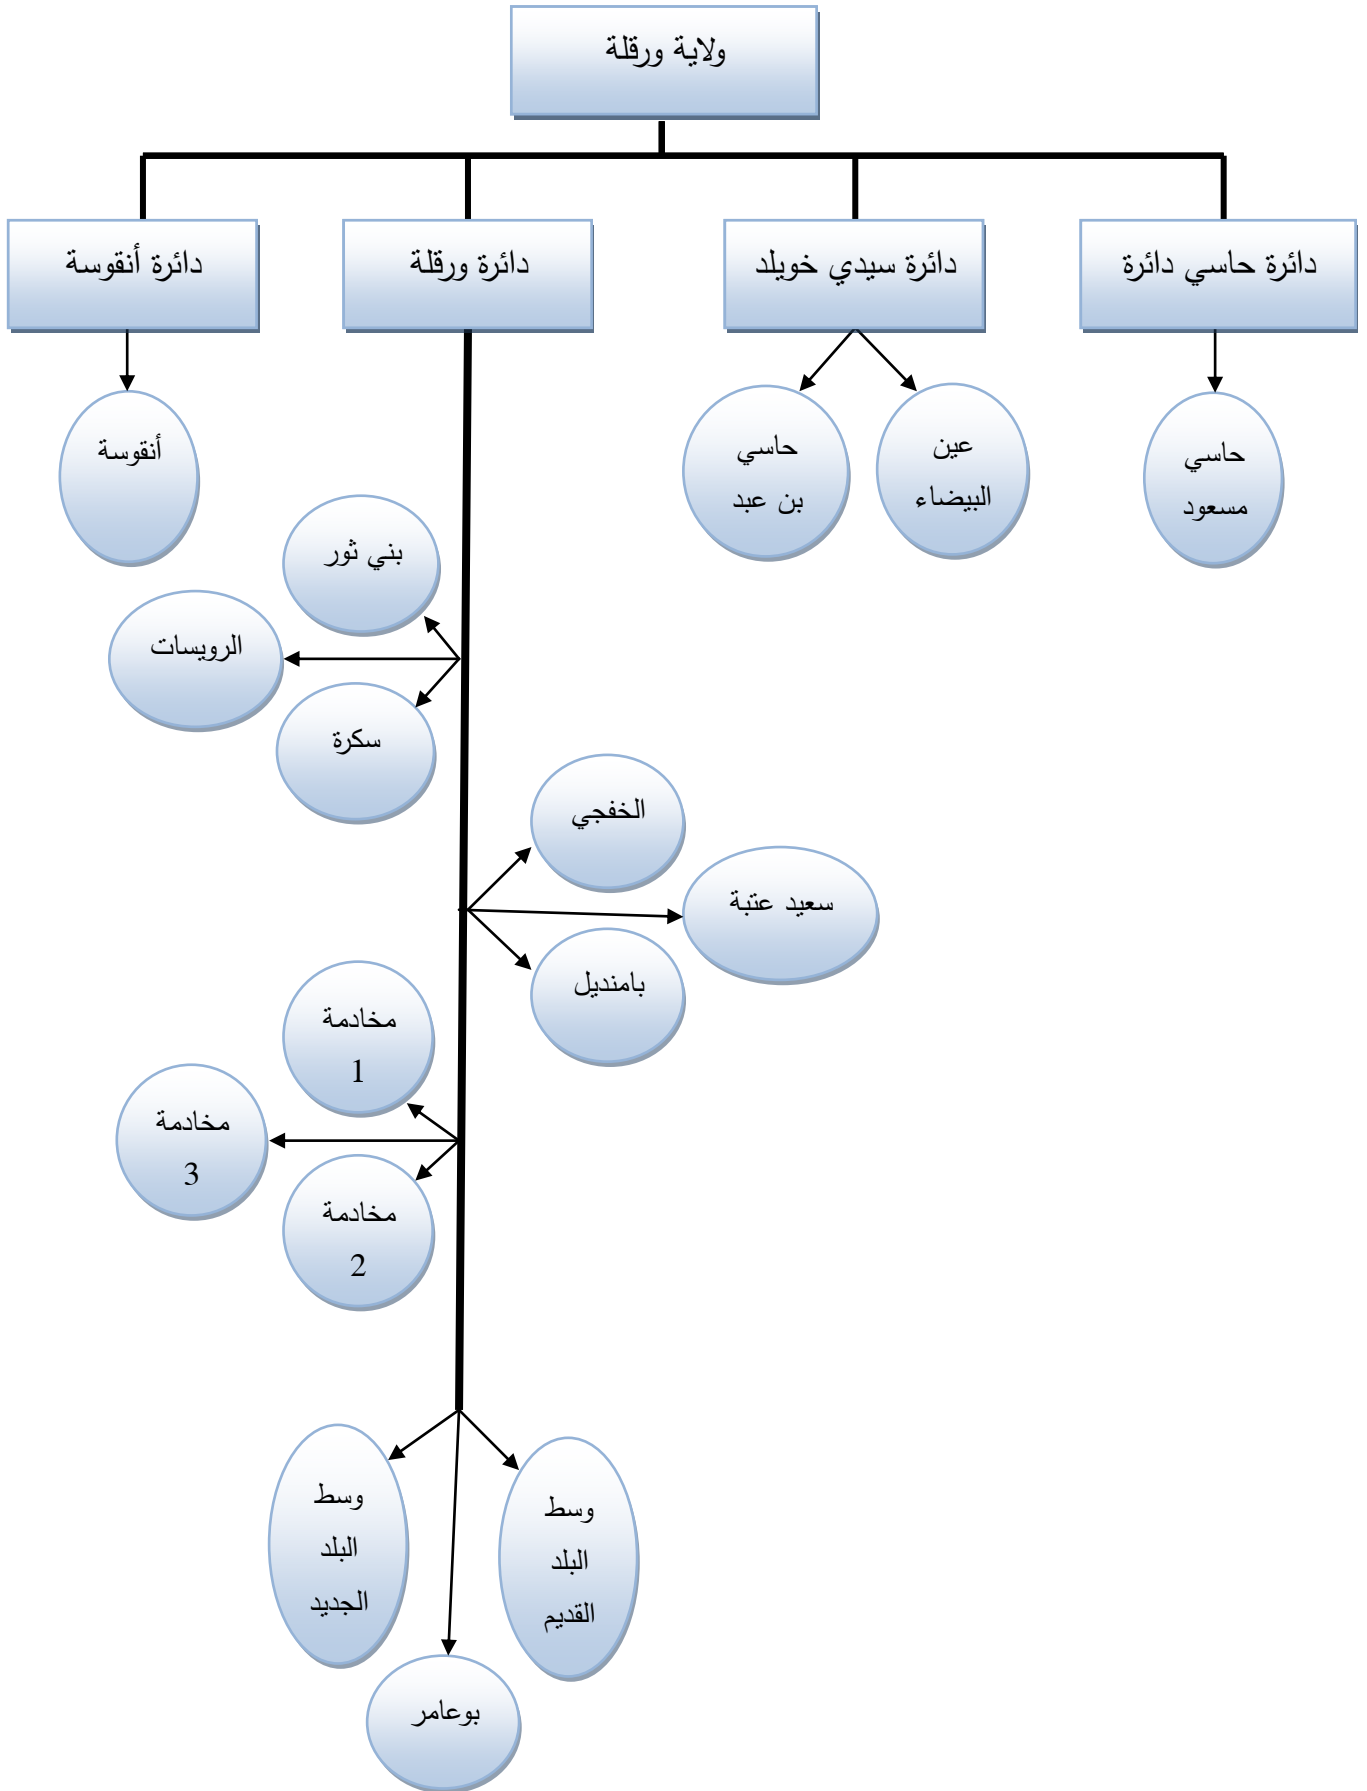 ولاية ورقلة
دائرة حاسي دائرة
دائرة سيدي خويلد
دائرة ورقلة
دائرة أنقوسة
حاسي
مسعود
عين
البيضاء
حاسي
بن عبد
أنقوسة
بني ثور
الرويسات
سكرة
الخفجي
سعيد عتبة
بامنديل
مخادمة
1
مخادمة
3
مخادمة
2
وسط
البلد
القديم
وسط
البلد
الجديد
بوعامر